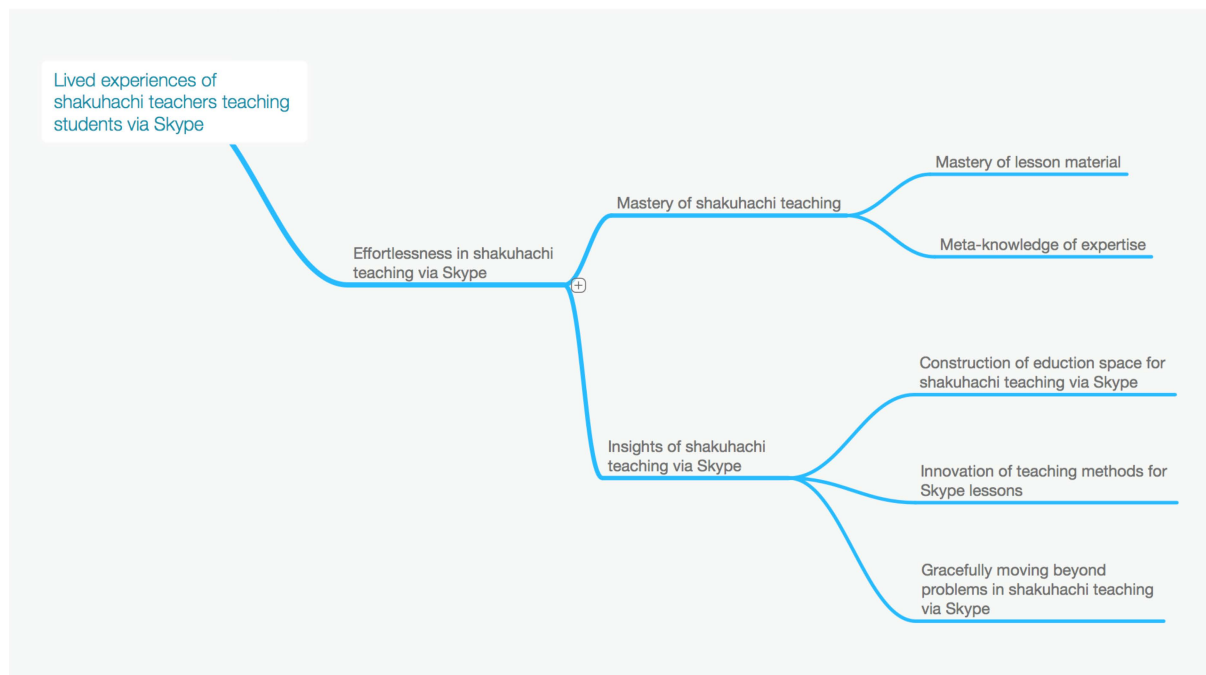 Lived experiences of
shakuhachi teachers teaching
students via Skype
Effortlessness in shakuhachi
teaching via Skype
Mastery of shakuhachi teaching
Mastery of lesson material
Meta-knowledge of expertise
Insights of shakuhachi
teaching via Skype
Construction of eduction space for
shakuhachi teaching via Skype
Innovation of teaching methods for
Skype lessons
Gracefully moving beyond
problems in shakuhachi teaching
via Skype